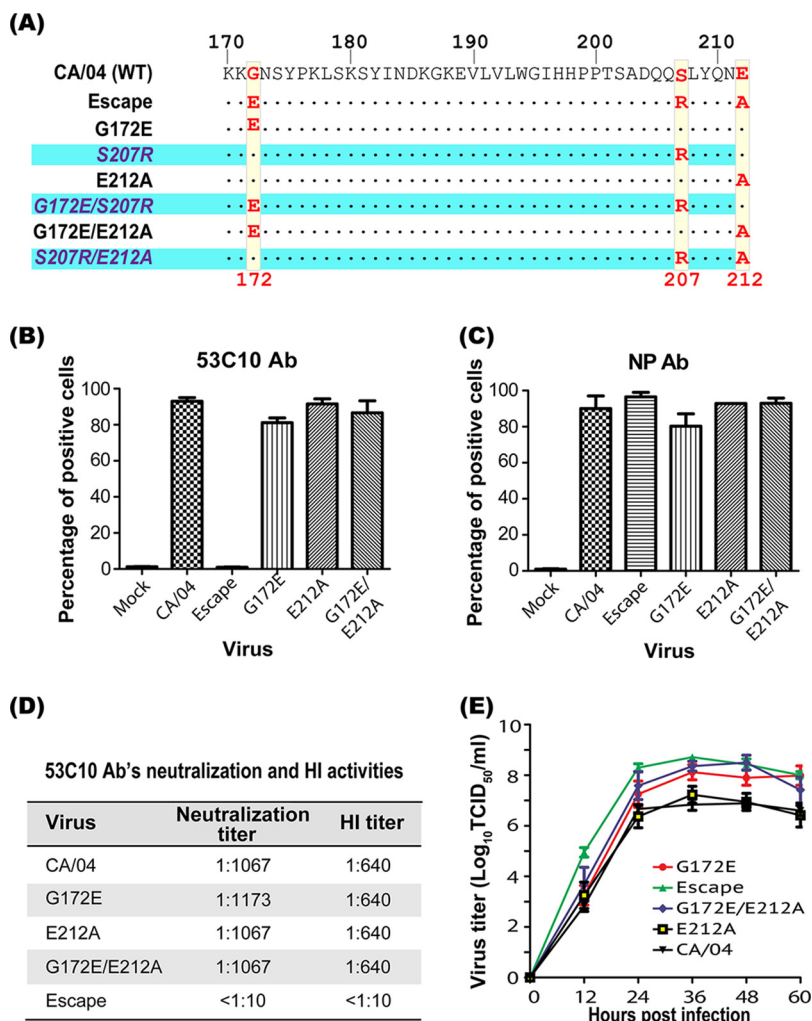 (A)
170 180 190 200 210
CA/04 (WT) KKGNSYPKLSKSYINDKGKEVLVLWGIHHPPTSADQQSLYQNE
Escape ..E..................................R....A
G172E ..E........................................
S207R .....................................R....
E212A ..........................................A
G172E/S207R ..E..................................R.....
G172E/E212A ..E.......................................A
S207R/E212A .....................................R....A
172 207 212
(B)
53C10 Ab
Percentage of positive cells
100
80
60
40
20
0
Mock
CA/04
Escape
G172E
E212A
G172E/
E212A
Virus
(C)
NP Ab
Percentage of positive cells
100
80
60
40
20
0
Mock
CA/04
Escape
G172E
E212A
G172E/
E212A
Virus
(D)
53C10 Ab's neutralization and HI activities
Virus Neutralization titer HI titer
CA/04 1:1067 1:640
G172E 1:1173 1:640
E212A 1:1067 1:640
G172E/E212A 1:1067 1:640
Escape <1:10 <1:10
(E)
Virus titer (Log10TCID50/ml)
10
8
6
4
2
0
G172E
Escape
G172E/E212A
E212A
CA/04
0 12 24 36 48 60
Hours post infection